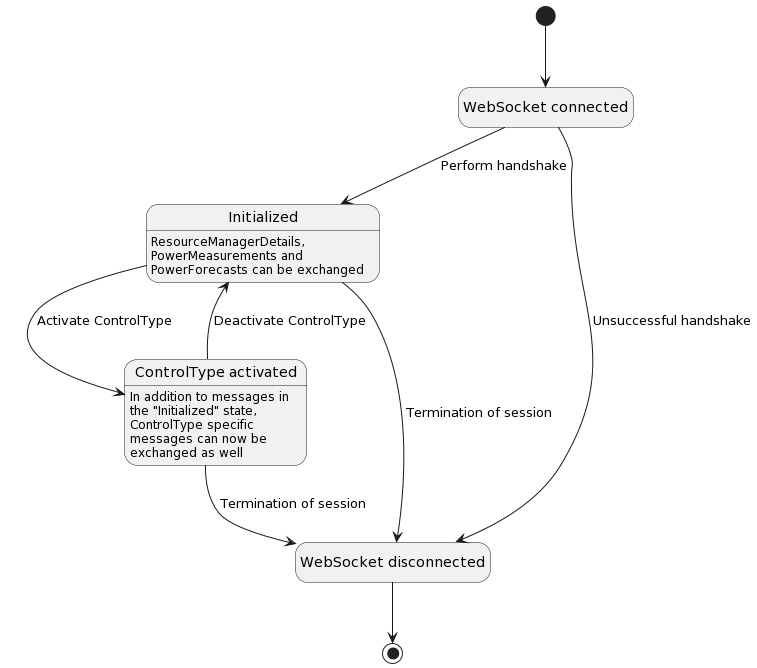 WebSocket connected
Perform handshake
Initialized
ResourceManagerDetails,
PowerMeasurements and
PowerForecasts can be exchanged
Activate ControlType
Deactivate ControlType
Unsuccessful handshake
ControlType activated
In addition to messages in
the "Initialized" state,
ControlType specific
messages can now be
exchanged as well
Termination of session
Termination of session
WebSocket disconnected